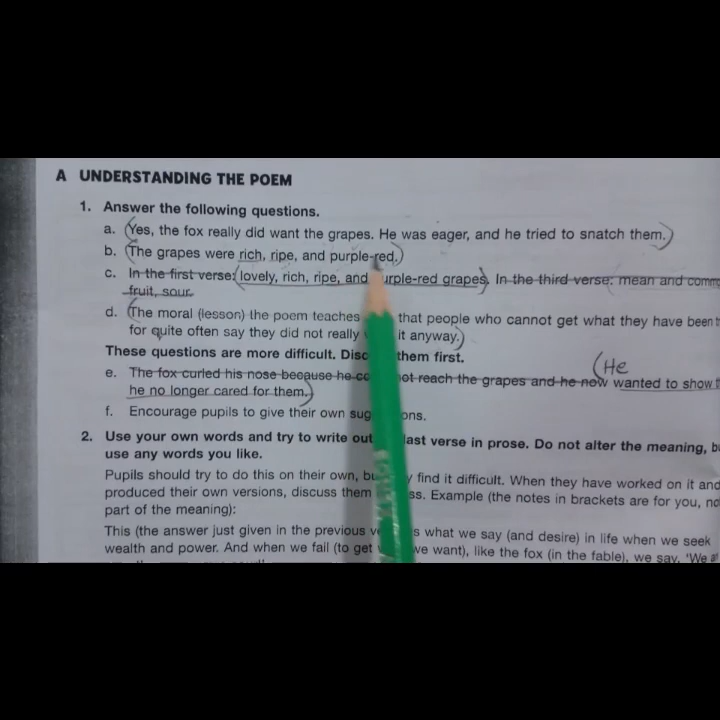 A UNDERSTANDING THE POEM
1. Answer the following questions.
a. Yes, the fox really did want the grapes. He was eager, and he tried to snatch them.
b. The grapes were rich, ripe, and purple-red.
c. In the first verse: lovely, rich, ripe, and purple-red grapes. In the third verse: mean and comm
fruit, sour.
d. The moral (lesson) the poem teaches that people who cannot get what they have been
for quite often say they did not really it anyway.
These questions are more difficult. Disc them first.
He
e. The fox curled his nose because he co ot reach the grapes and he now wanted to show t
he no longer cared for them.
f. Encourage pupils to give their own sug ons.
2. Use your own words and try to write out last verse in prose. Do not alter the meaning, bu
use any words you like.
Pupils should try to do this on their own, bu y find it difficult. When they have worked on it and
produced their own versions, discuss them ss. Example (the notes in brackets are for you, no
part of the meaning):
This (the answer just given in the previous v s what we say (and desire) in life when we seek
wealth and power. And when we fail (to get we want), like the fox (in the fable), we say, 'We